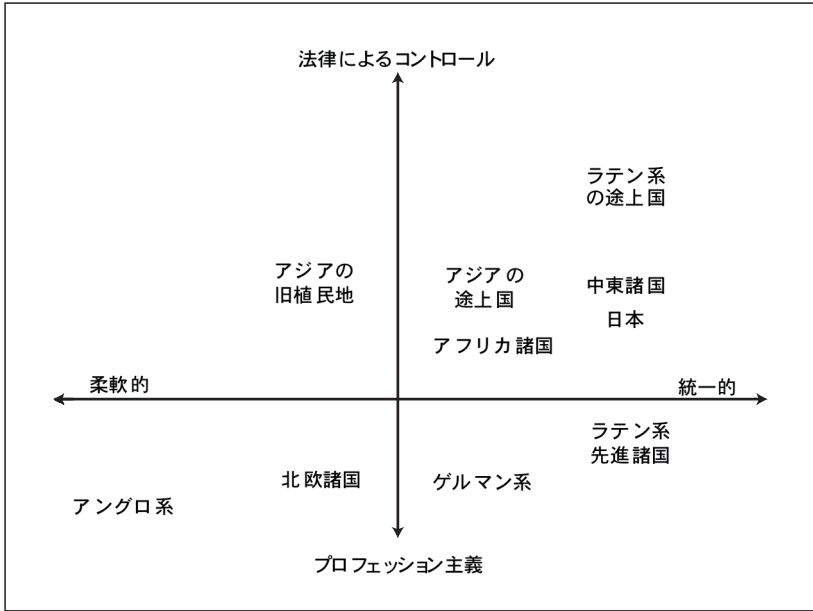 法律によるコントロール
ラテン系
の途上国
アジアの
旧植民地
アジアの
途上国
中東諸国
日本
アフリカ諸国
柔軟的
統一的
ラテン系
先進諸国
北欧諸国
ゲルマン系
アングロ系
プロフェッション主義